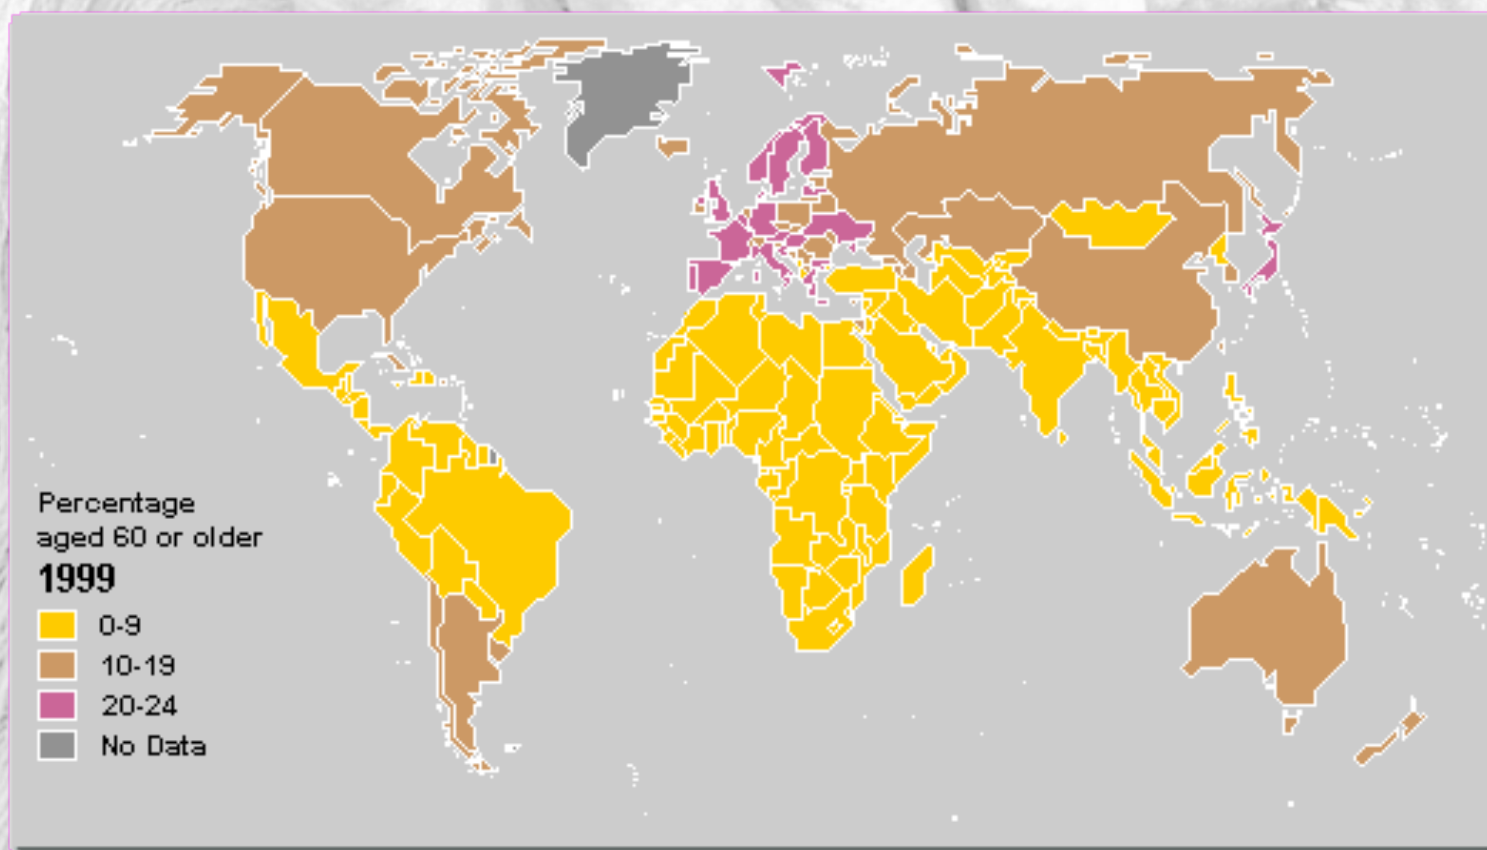 Percentage
aged 60 or older
1999
0-9
10-19
20-24
No Data